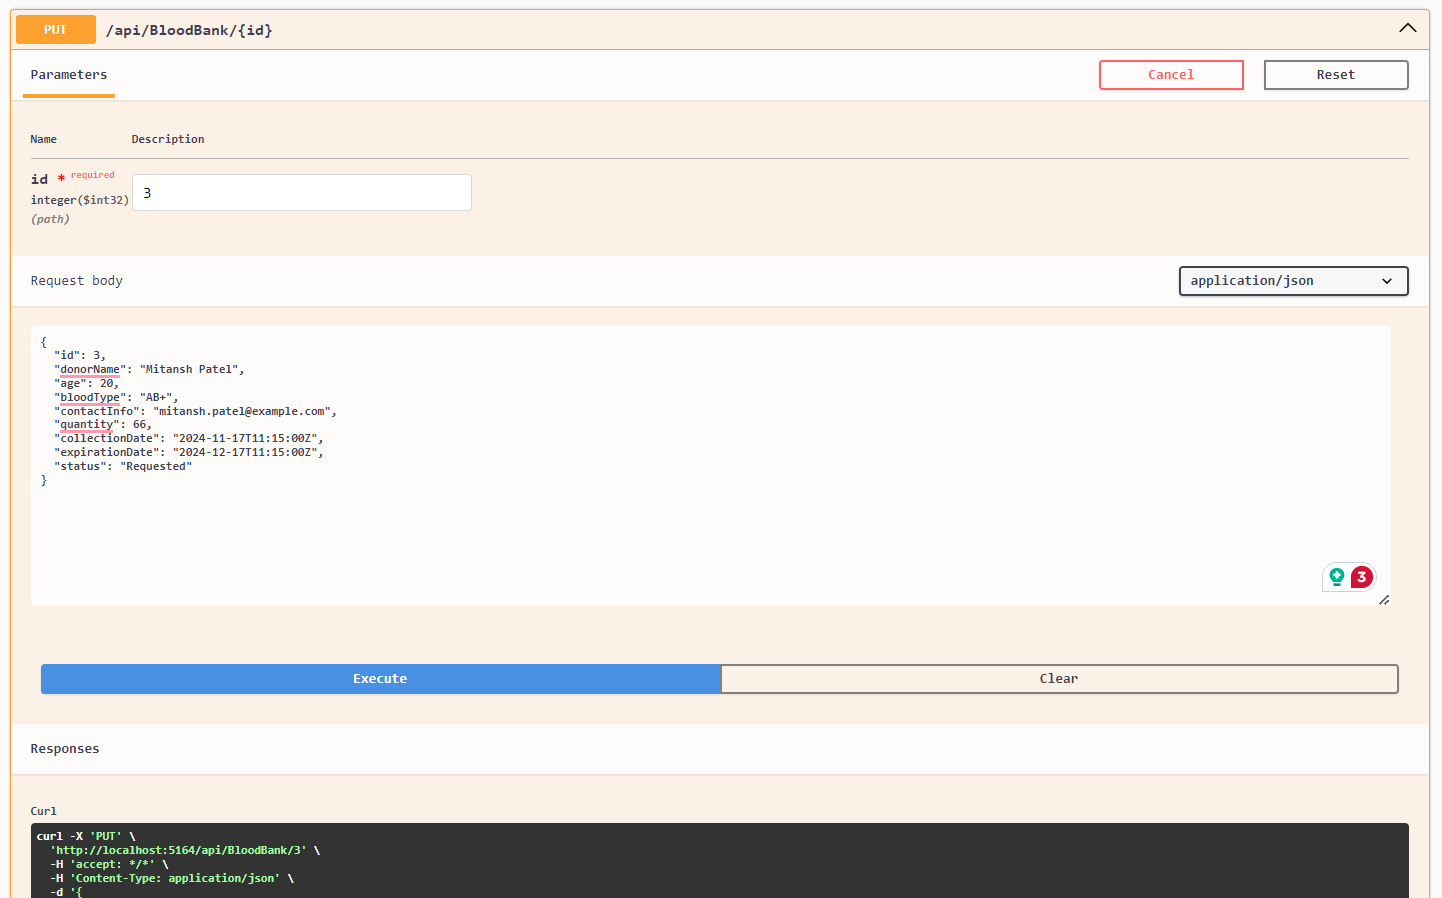 PUT /api/BloodBank/{id}
Parameters
Cancel
Reset
Name Description
id * required
integer($int32)
(path)
3
Request body
application/json
{
  "id": 3,
  "donorName": "Mitansh Patel",
  "age": 20,
  "bloodType": "AB+",
  "contactInfo": "mitansh.patel@example.com",
  "quantity": 66,
  "collectionDate": "2024-11-17T11:15:00Z",
  "expirationDate": "2024-12-17T11:15:00Z",
  "status": "Requested"
}
3
Execute
Clear
Responses
Curl
curl -X 'PUT' \
  'http://localhost:5164/api/BloodBank/3' \
  -H 'accept: */*' \
  -H 'Content-Type: application/json' \
  -d '{